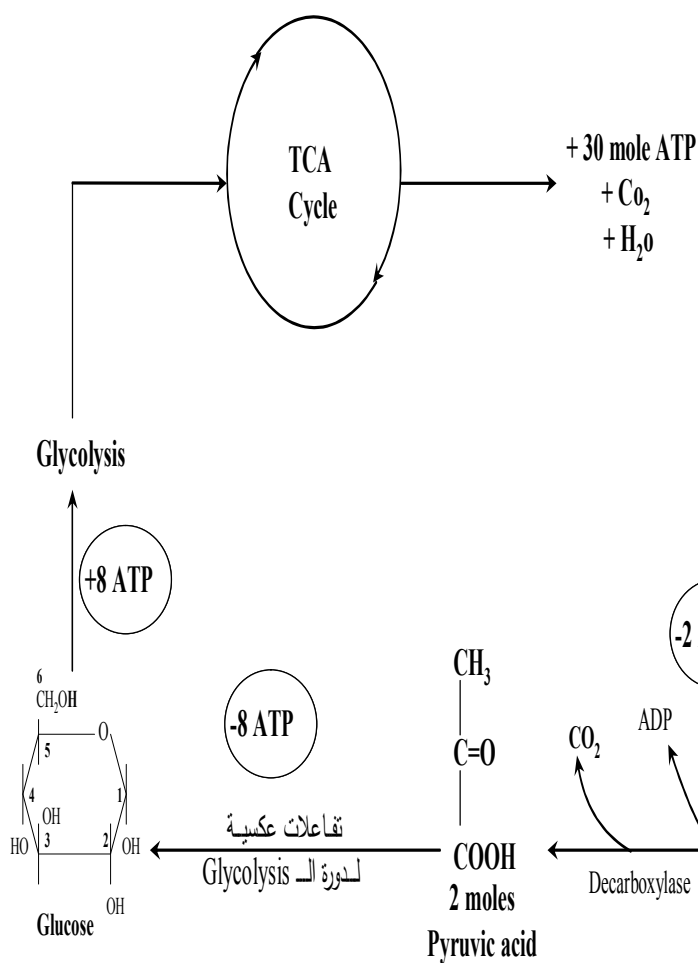 TCA
Cycle
+ 30 mole ATP
+ Co₂
+ H₂o
Glycolysis
+8 ATP
-2
6
CH₂OH
O
5
4
1
OH
HO
3
2
OH
OH
Glucose
-8 ATP
تفاعلات عكسية
لدورة الـ Glycolysis
CH₃
C=O
COOH
2 moles
Pyruvic acid
CO₂
ADP
Decarboxylase